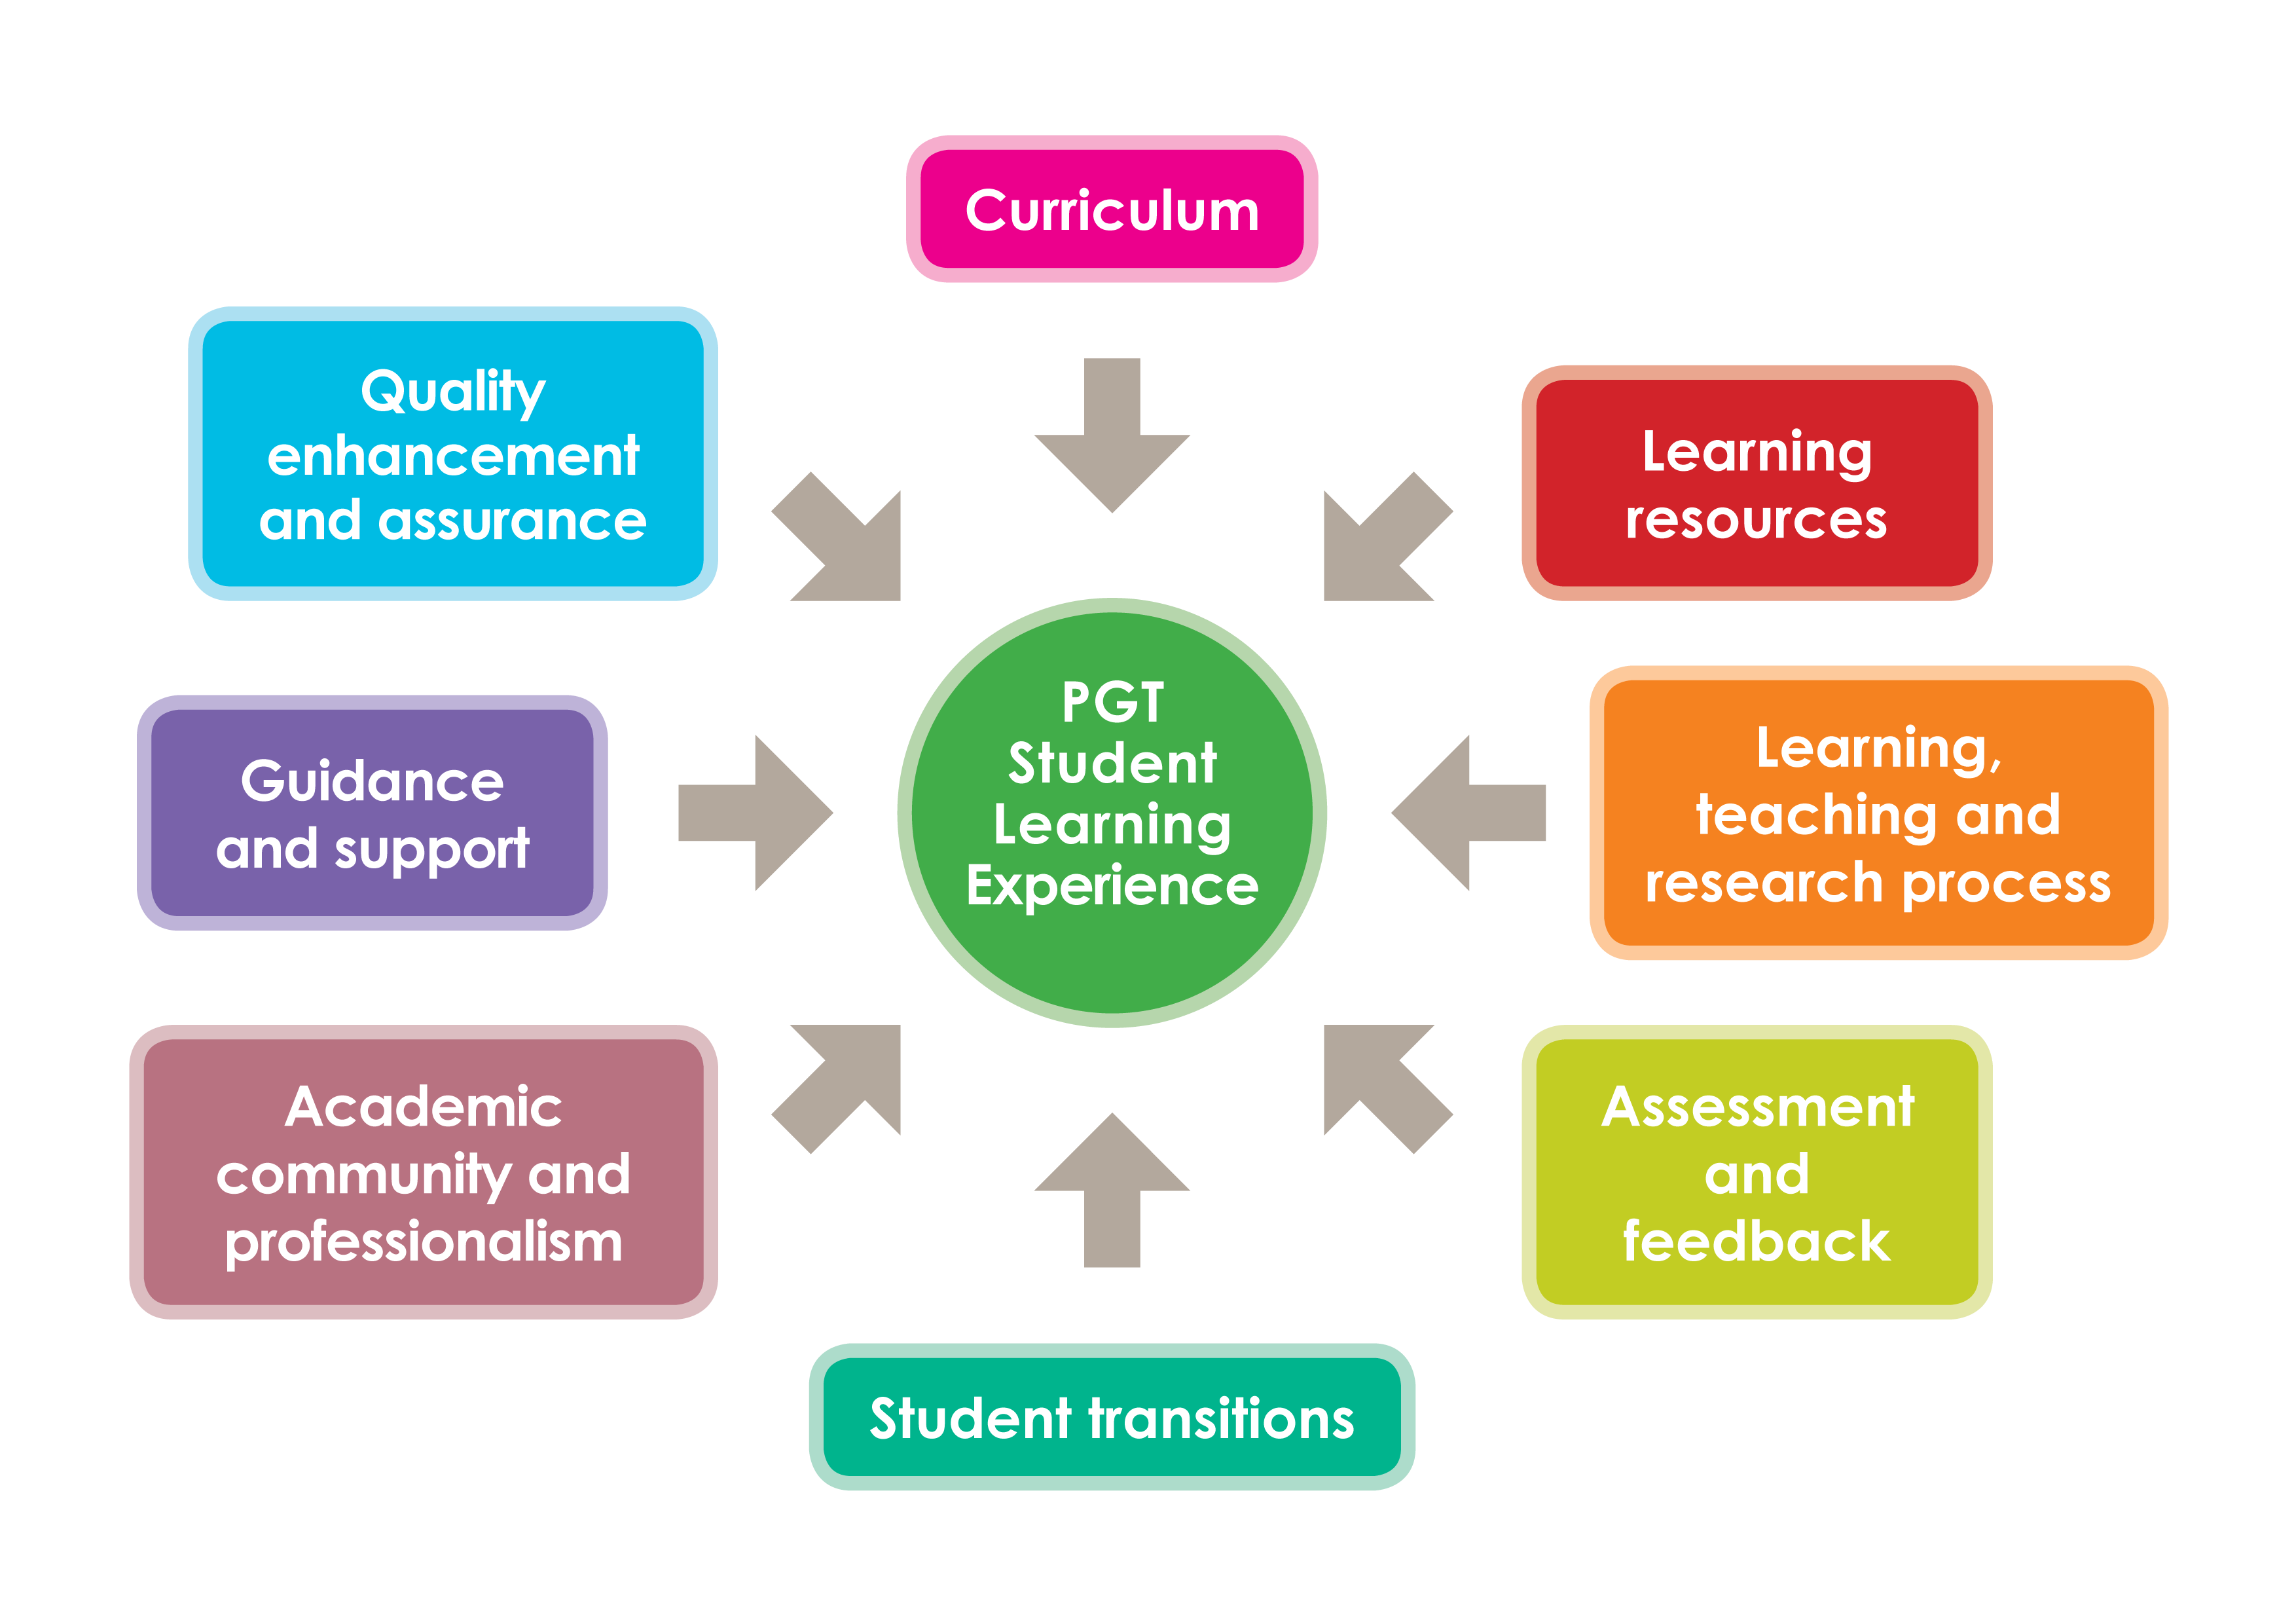 Curriculum
Quality
enhancement
and assurance
Learning
resources
PGT
Student
Learning
Experience
Guidance
and support
Learning,
teaching and
research process
Academic
community and
professionalism
Assessment
and
feedback
Student transitions